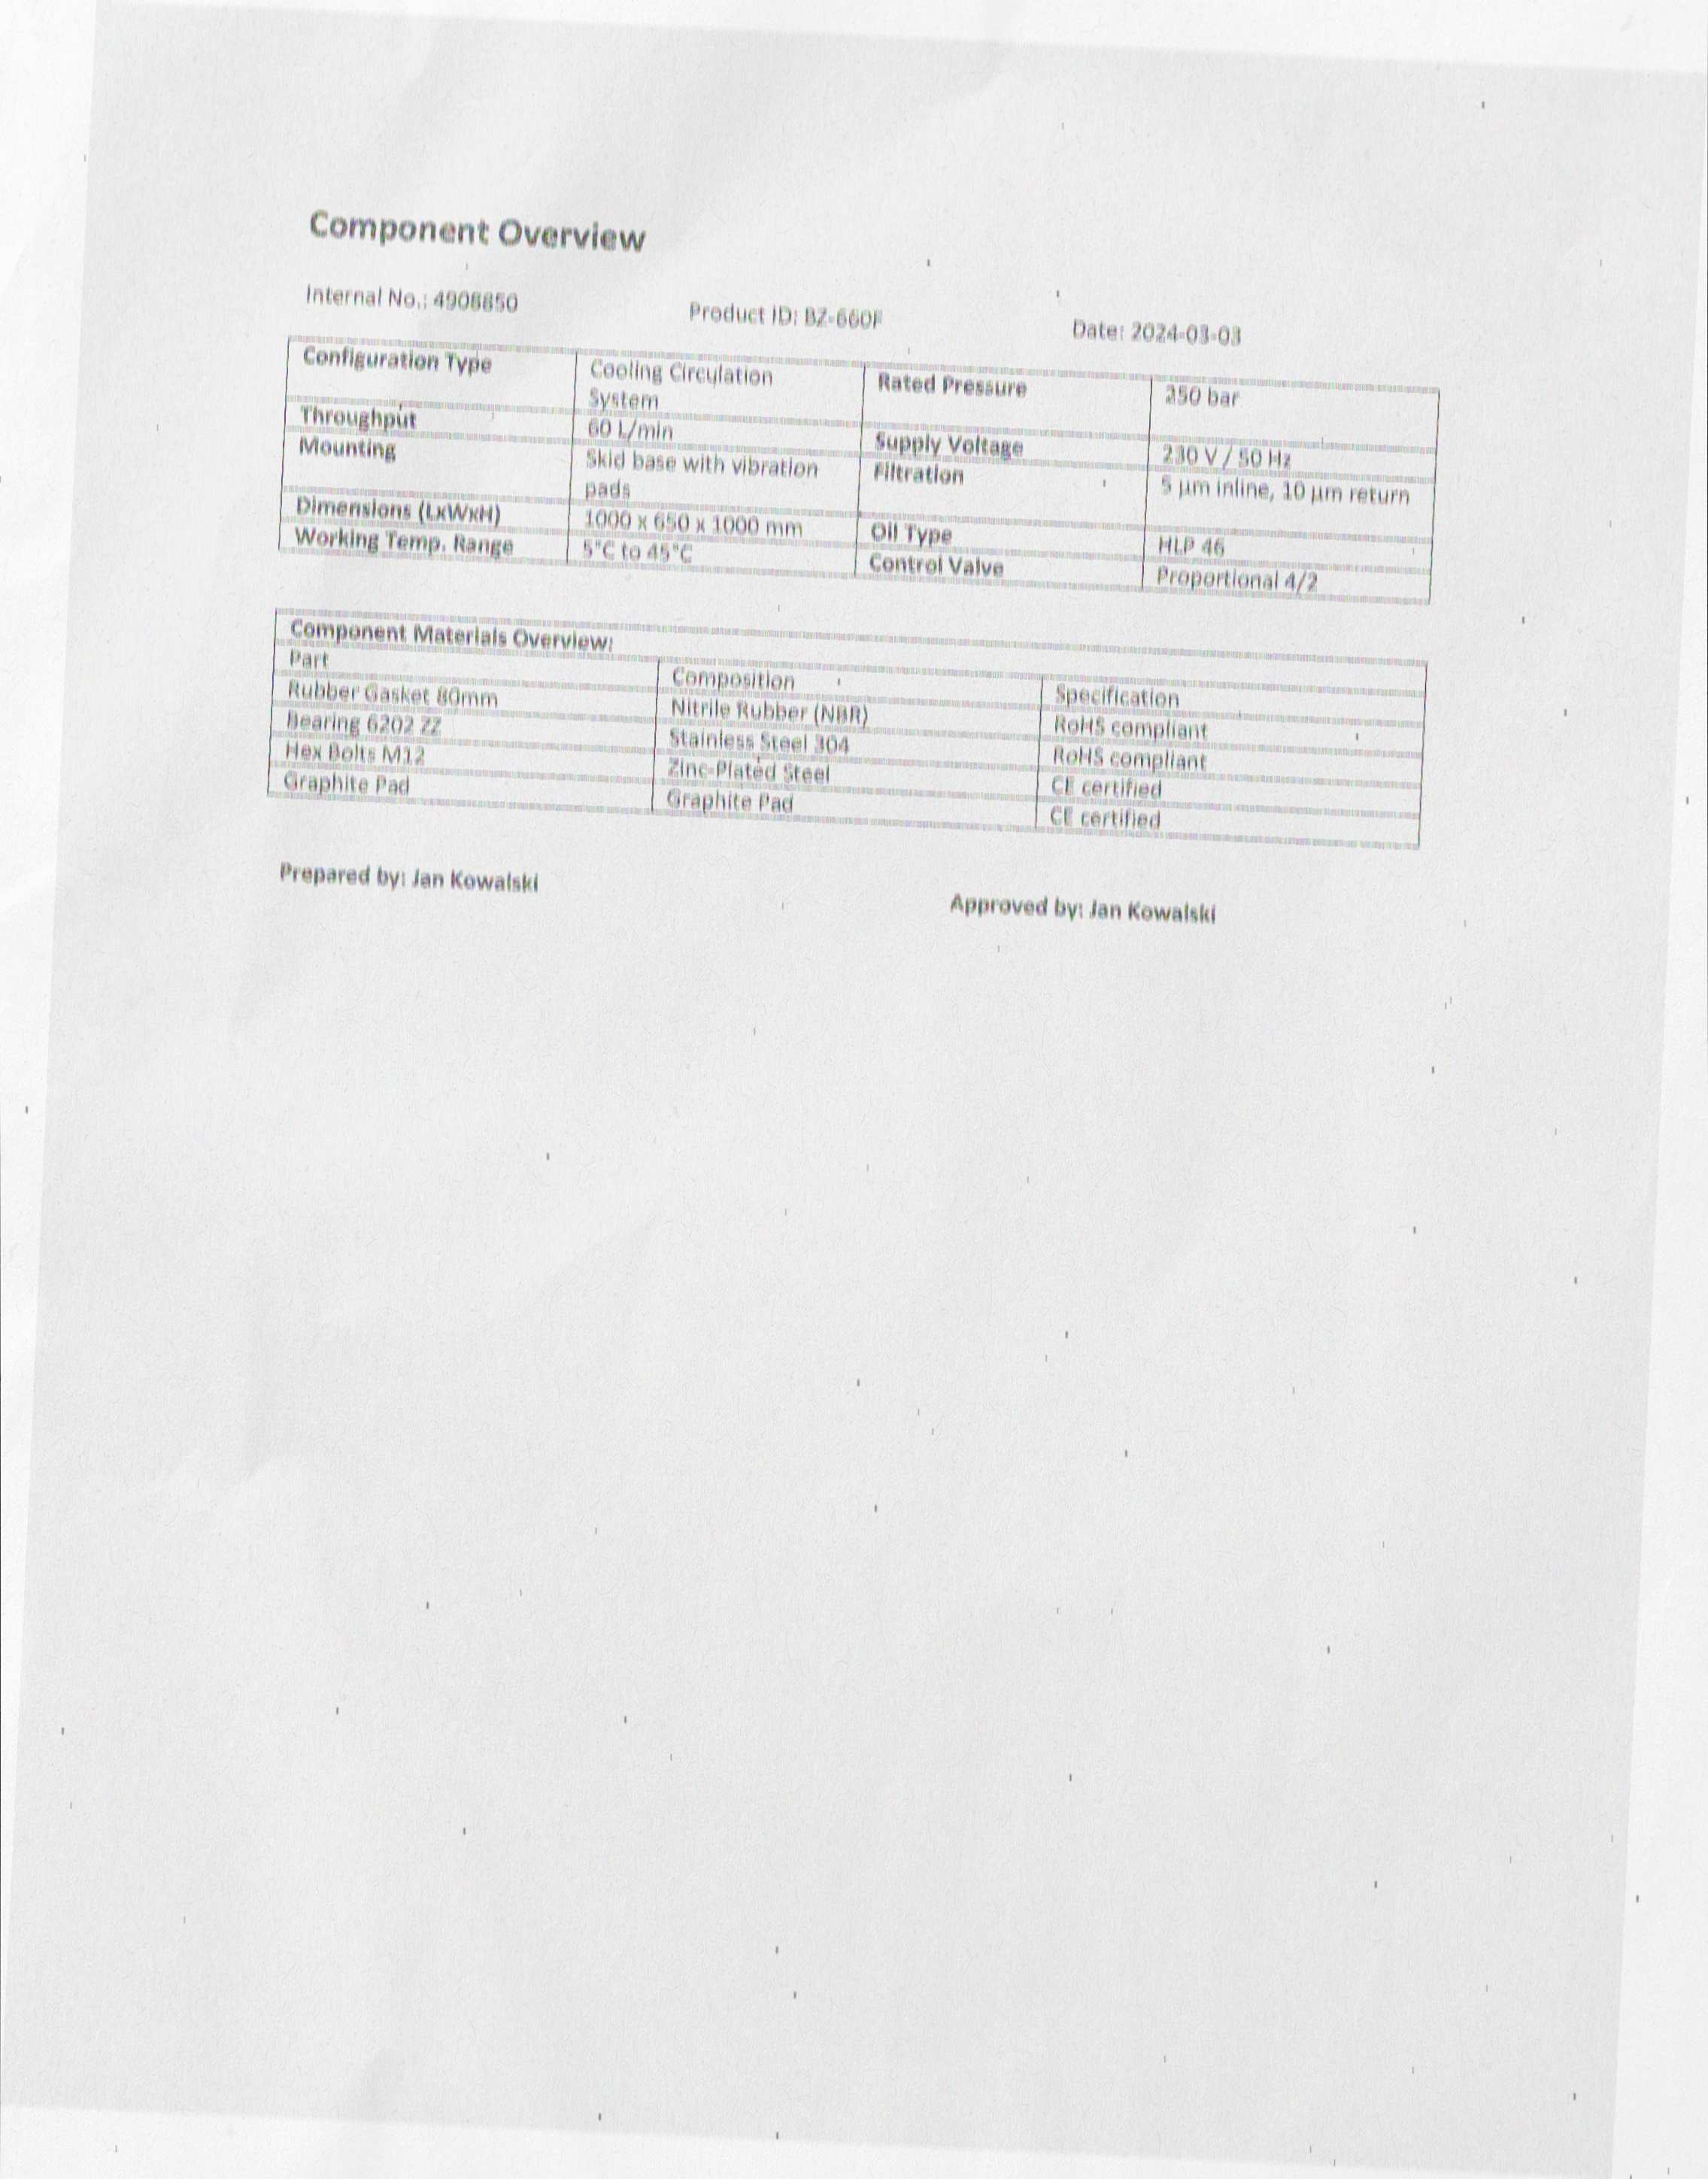 Component Overview
Internal No.: 4906850 Product ID: BZ-660F Date: 2024-03-03
Configuration Type Cooling Circulation System Rated Pressure 250 bar
Throughput 60 L/min Supply Voltage 230 V / 50 Hz
Mounting Skid base with vibration pads Filtration 5 µm inline, 10 µm return
Dimensions (LxWxH) 1000 x 650 x 1000 mm Oil Type HLP 46
Working Temp. Range 5°C to 45°C Control Valve Proportional 4/2
Component Materials Overview:
Part Composition Specification
Rubber Gasket 80mm Nitrile Rubber (NBR) RoHS compliant
Bearing 6202 ZZ Stainless Steel 304 RoHS compliant
Hex Bolts M12 Zinc-Plated Steel CE certified
Graphite Pad Graphite Pad CE certified
Prepared by: Jan Kowalski Approved by: Jan Kowalski